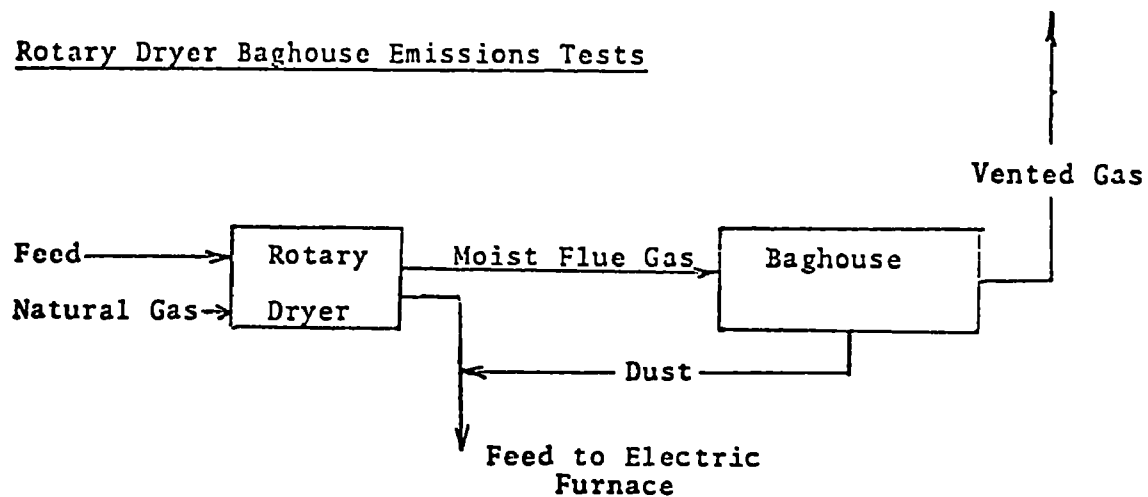 Rotary Dryer Baghouse Emissions Tests
Vented Gas
Feed
Rotary
Moist Flue Gas
Baghouse
Natural Gas
Dryer
Dust
Feed to Electric
Furnace